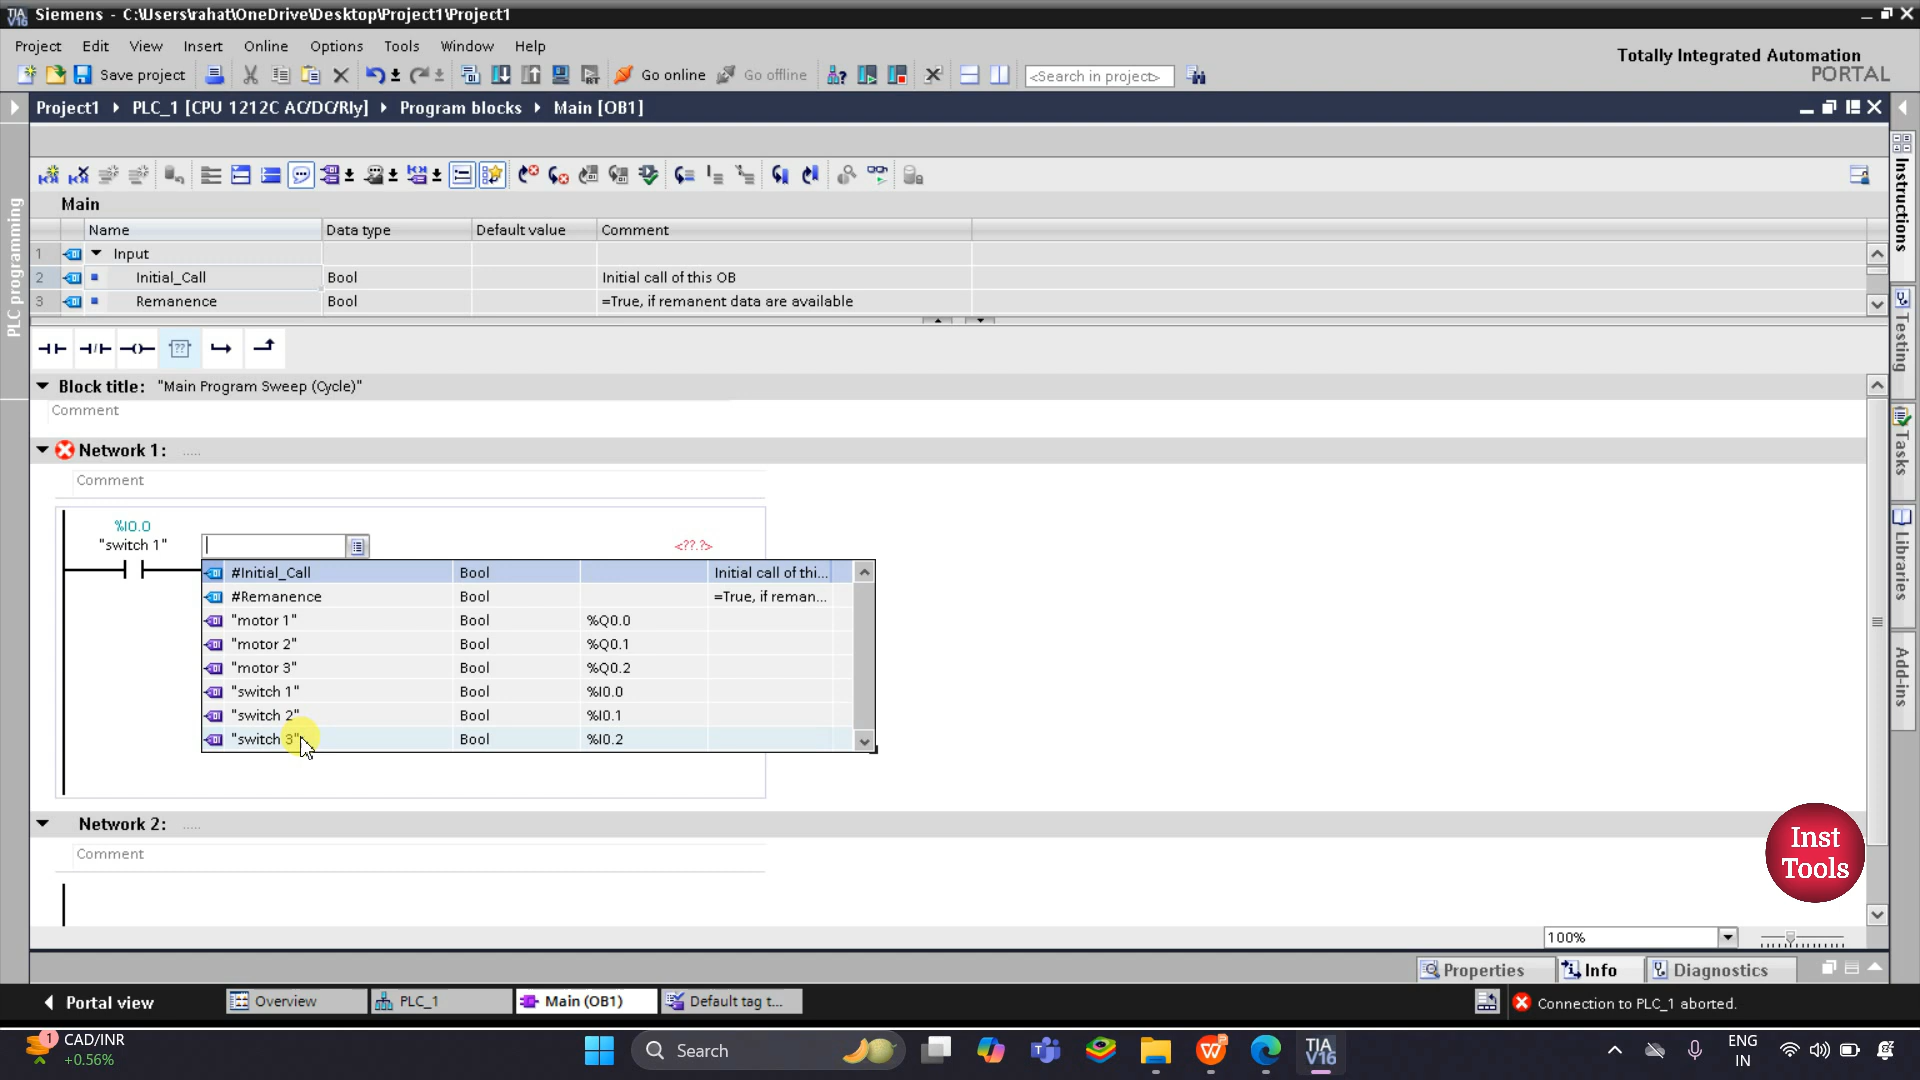 Siemens - C:\Users\rahat\OneDrive\Desktop\Project1\Project1
Project Edit View Insert Online Options Tools Window Help
Totally Integrated Automation
PORTAL
Save project
Go online
Go offline
<Search in project>
Project1 PLC_1 [CPU 1212C AC/DC/Rly] Program blocks Main [OB1]
Main
Name Data type Default value Comment
1 Input
2 Initial_Call Bool Initial call of this OB
3 Remanence Bool =True, if remanent data are available
Block title: "Main Program Sweep (Cycle)"
Comment
Network 1: .....
Comment
%I0.0
"switch 1"
<??.?>
#Initial_Call Bool Initial call of thi...
#Remanence Bool =True, if reman...
"motor 1" Bool %Q0.0
"motor 2" Bool %Q0.1
"motor 3" Bool %Q0.2
"switch 1" Bool %I0.0
"switch 2" Bool %I0.1
"switch 3" Bool %I0.2
Network 2: .....
Comment
Inst
Tools
100%
Properties Info Diagnostics
Portal view Overview PLC_1 Main (OB1) Default tag t...
Connection to PLC_1 aborted.
PLC programming
Instructions
Testing
Tasks
Libraries
Add-ins
1
CAD/INR
+0.56%
Search
TIA
V16
ENG
IN